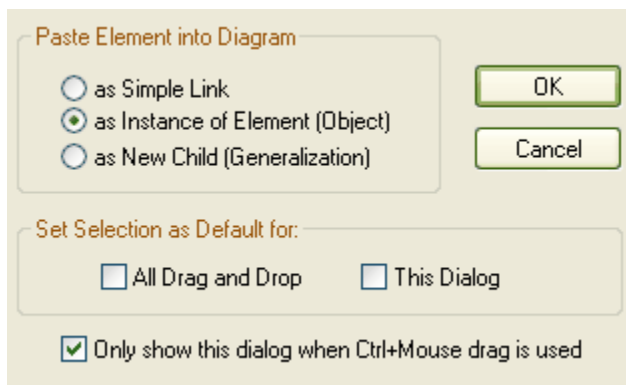 Paste Element into Diagram
as Simple Link
OK
as Instance of Element (Object)
as New Child (Generalization)
Cancel
Set Selection as Default for:
All Drag and Drop This Dialog
Only show this dialog when Ctrl+Mouse drag is used